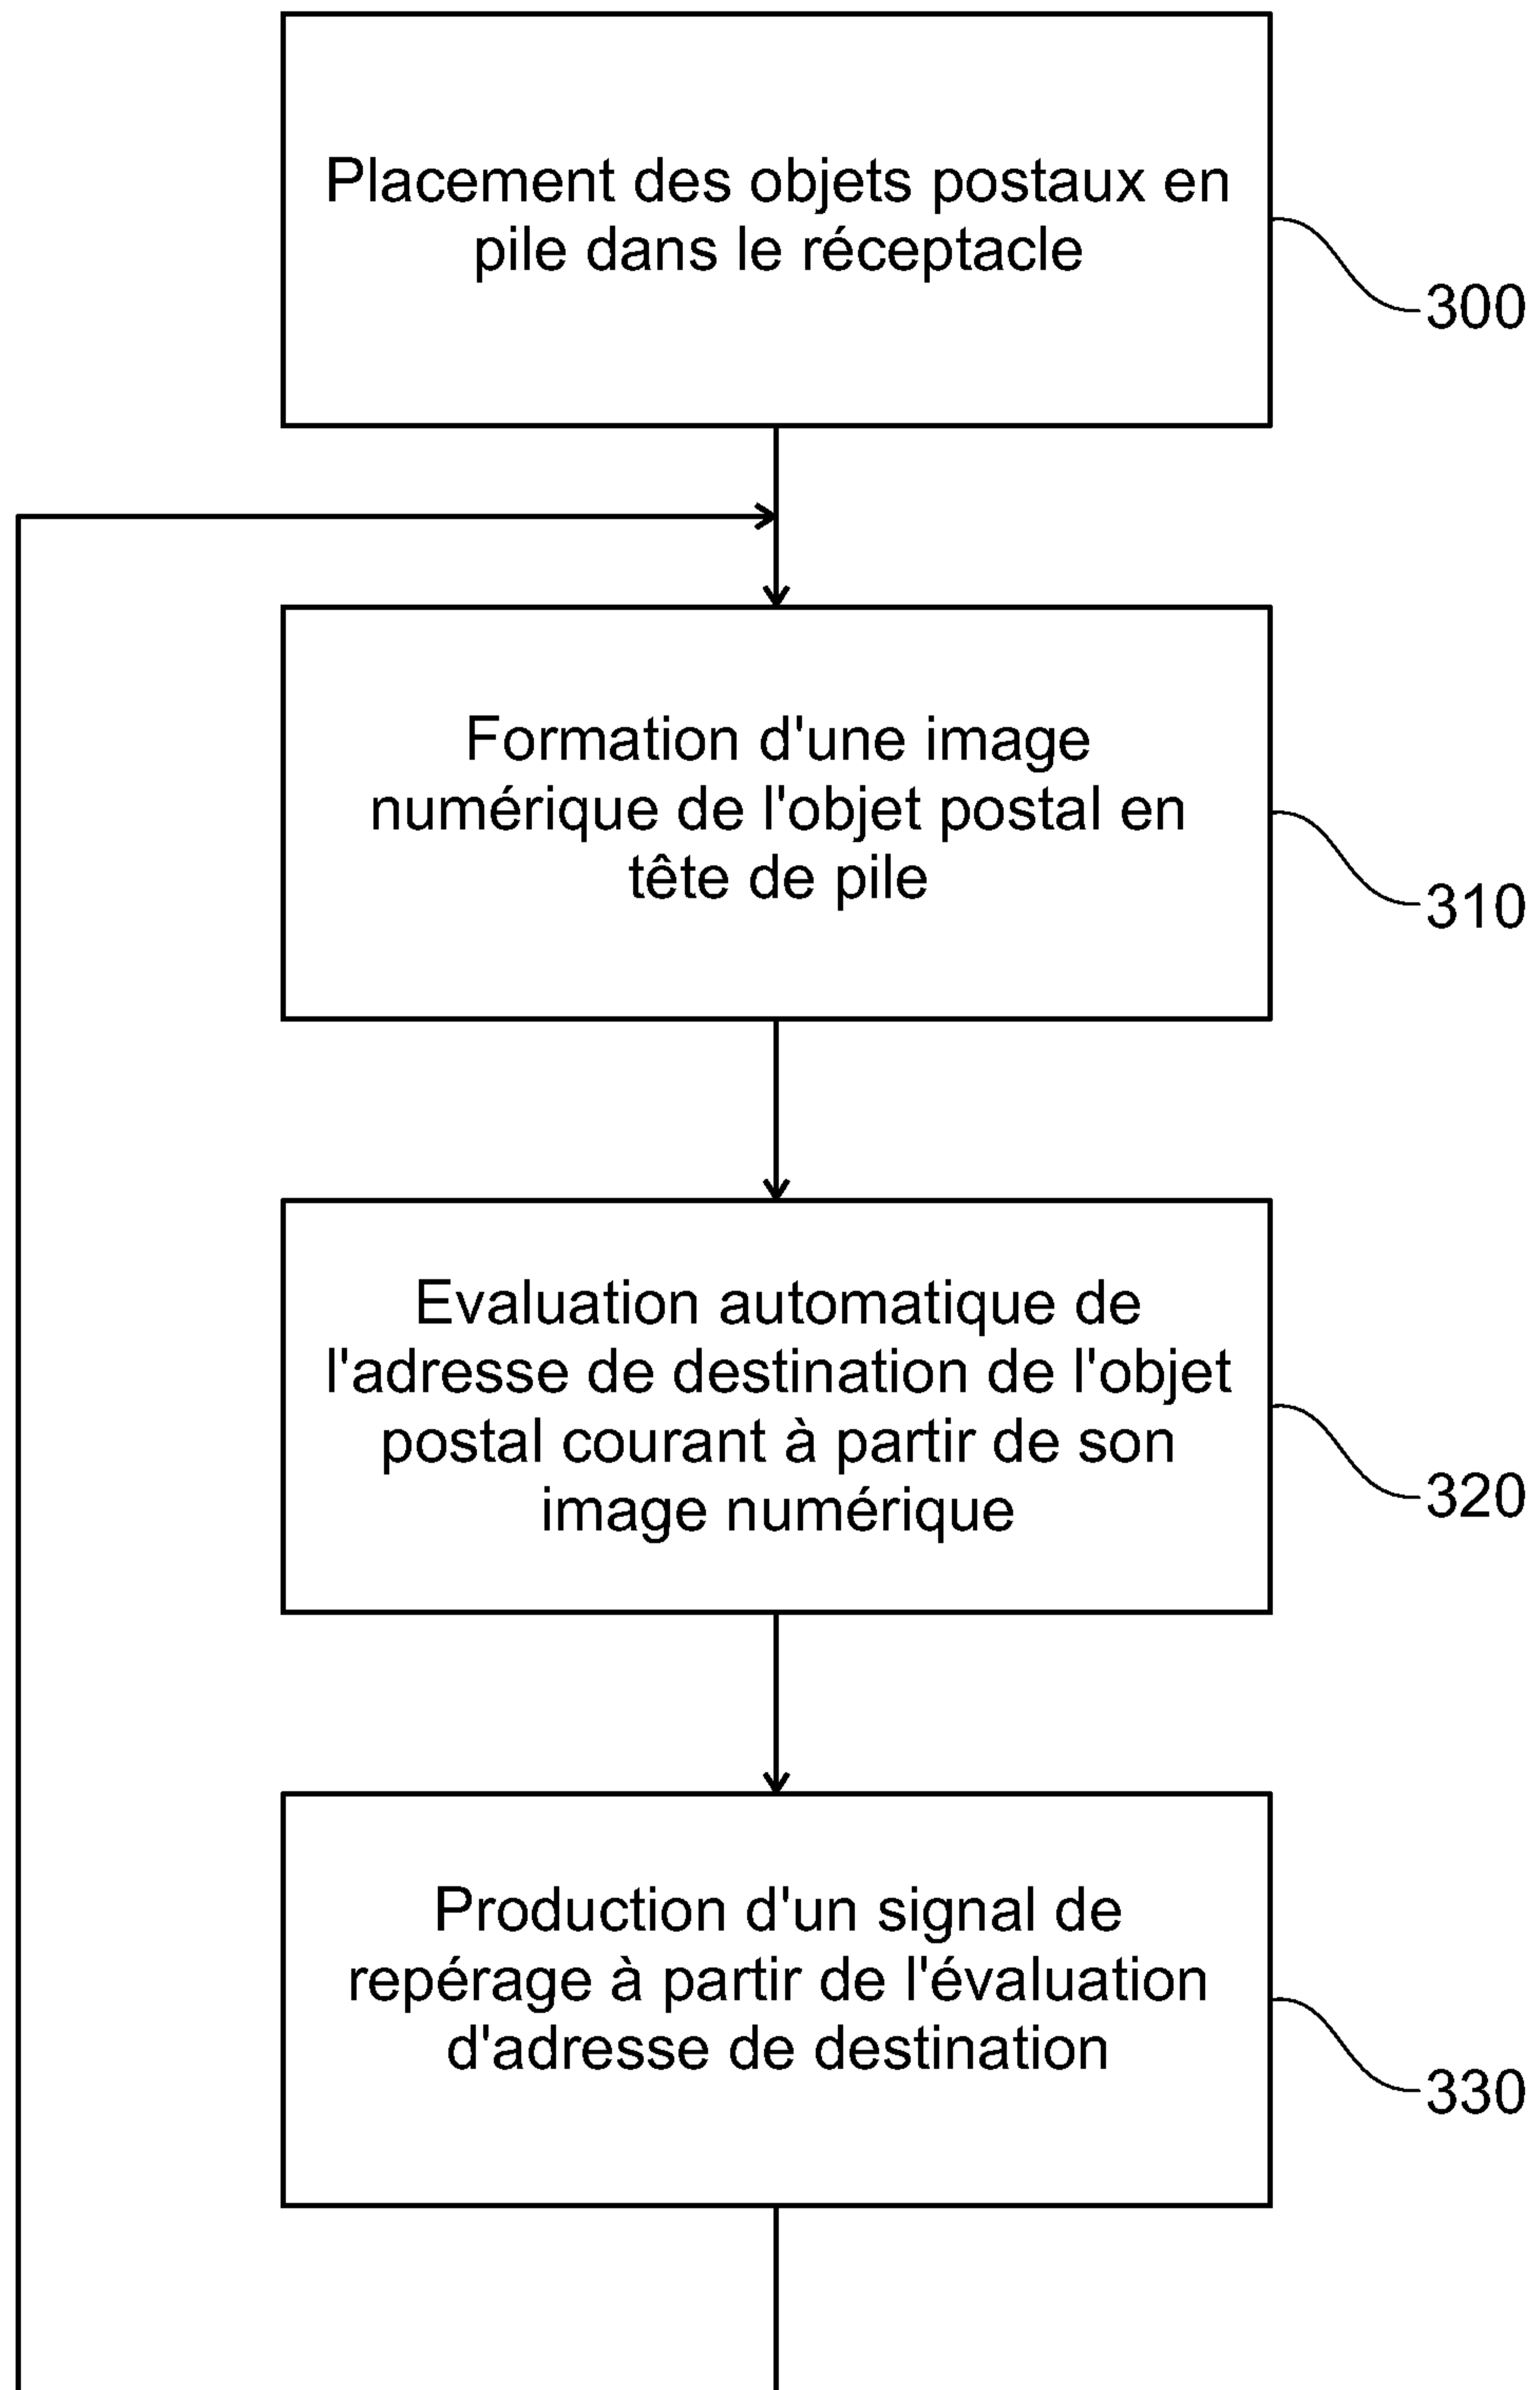 Placement des objets postaux en
pile dans le réceptacle
300
Formation d'une image
numérique de l'objet postal en
tête de pile
310
Evaluation automatique de
l'adresse de destination de l'objet
postal courant à partir de son
image numérique
320
Production d'un signal de
repérage à partir de l'évaluation
d'adresse de destination
330